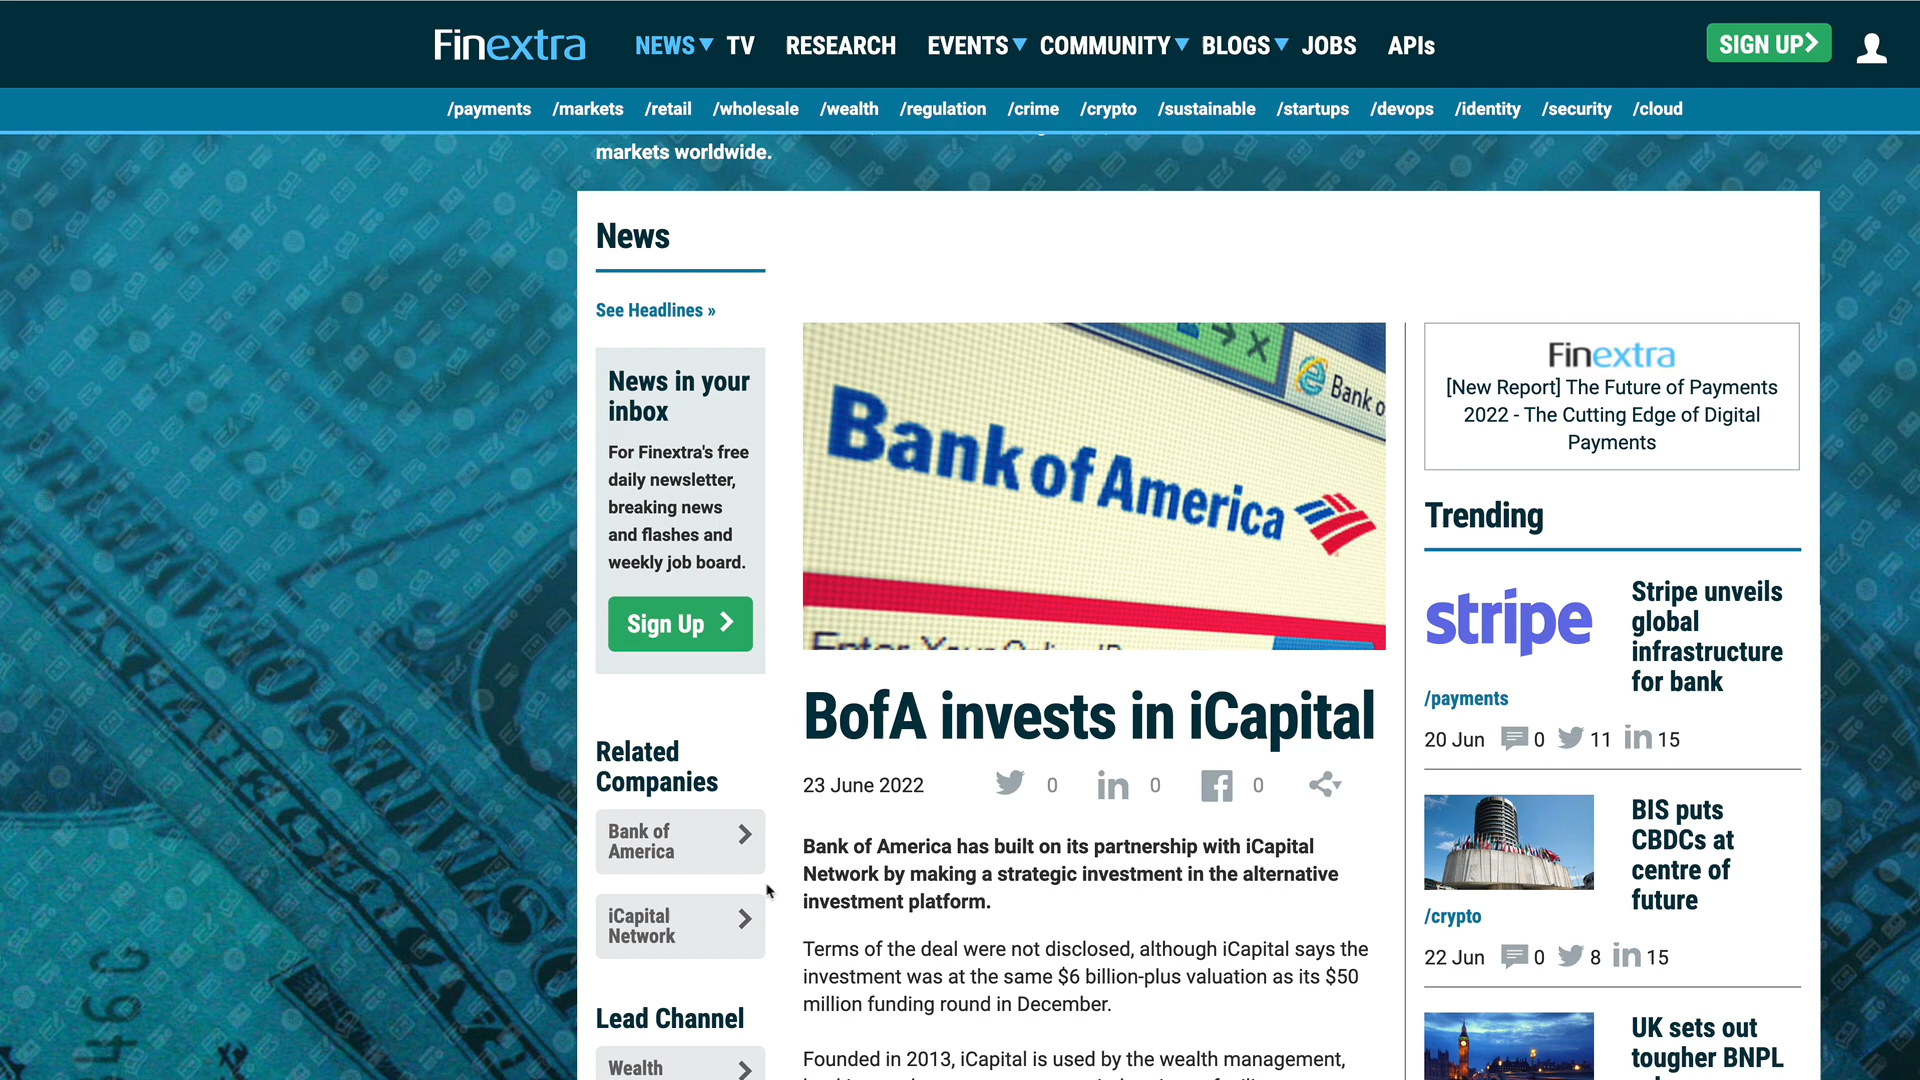 Finextra
NEWS TV RESEARCH EVENTS COMMUNITY BLOGS JOBS APIs
SIGN UP
/payments /markets /retail /wholesale /wealth /regulation /crime /crypto /sustainable /startups /devops /identity /security /cloud
markets worldwide.
News
See Headlines »
News in your
inbox
For Finextra's free
daily newsletter,
breaking news
and flashes and
weekly job board.
Sign Up
Related
Companies
Bank of
America
iCapital
Network
Lead Channel
Wealth
Bank o
Bank of America
Enter Your Online ID
BofA invests in iCapital
23 June 2022
0
in 0
0
Bank of America has built on its partnership with iCapital
Network by making a strategic investment in the alternative
investment platform.
Terms of the deal were not disclosed, although iCapital says the
investment was at the same $6 billion-plus valuation as its $50
million funding round in December.
Founded in 2013, iCapital is used by the wealth management,
Finextra
[New Report] The Future of Payments
2022 - The Cutting Edge of Digital
Payments
Trending
stripe
Stripe unveils
global
infrastructure
for bank
/payments
20 Jun 0 11 in 15
BIS puts
CBDCs at
centre of
future
/crypto
22 Jun 0 8 in 15
UK sets out
tougher BNPL